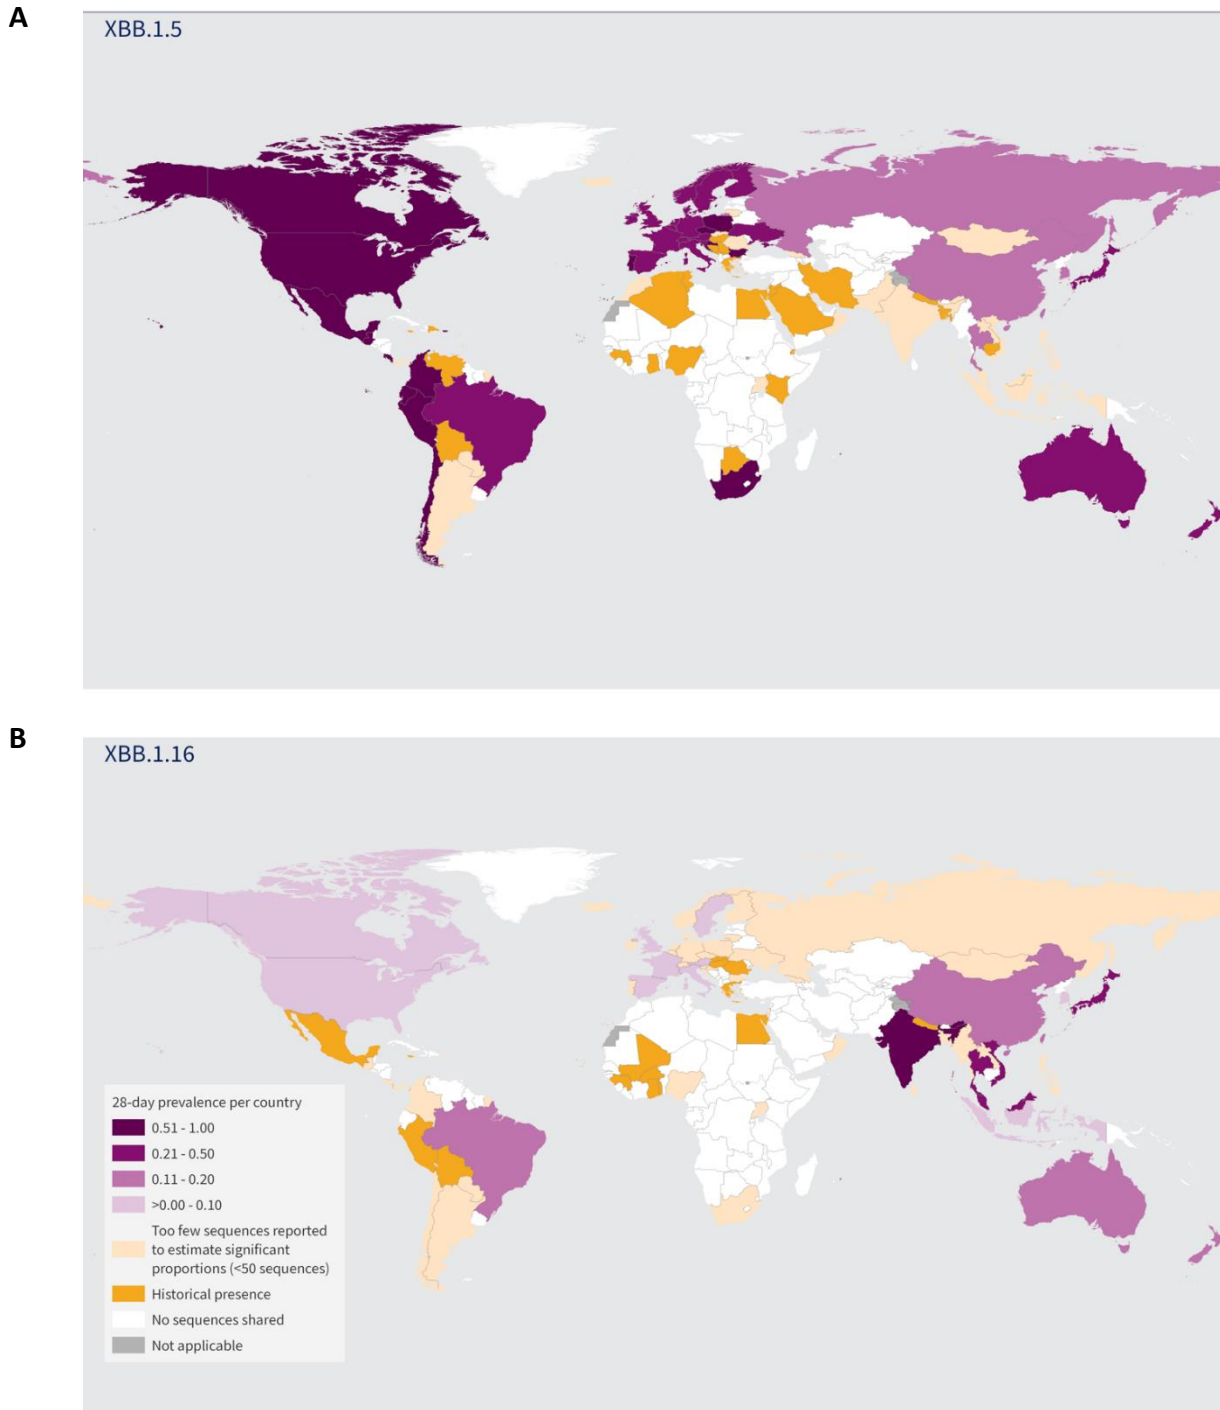 A
XBB.1.5
B
XBB.1.16
28-day prevalence per country
0.51 - 1.00
0.21 - 0.50
0.11 - 0.20
>0.00 - 0.10
Too few sequences reported
to estimate significant
proportions (<50 sequences)
Historical presence
No sequences shared
Not applicable